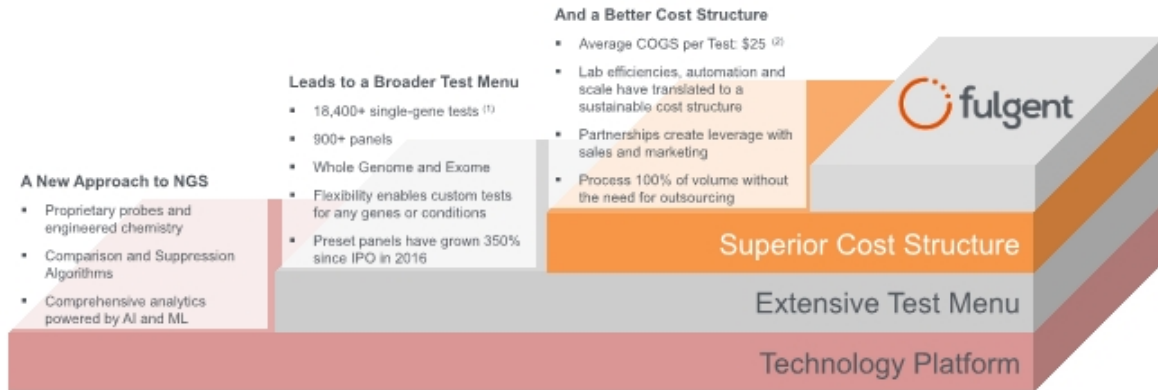 A New Approach to NGS
▪ Proprietary probes and
engineered chemistry
▪ Comparison and Suppression
Algorithms
▪ Comprehensive analytics
powered by AI and ML
Leads to a Broader Test Menu
▪ 18,400+ single-gene tests (1)
▪ 900+ panels
▪ Whole Genome and Exome
▪ Flexibility enables custom tests
for any genes or conditions
▪ Preset panels have grown 350%
since IPO in 2016
And a Better Cost Structure
▪ Average COGS per Test: $25 (2)
▪ Lab efficiencies, automation and
scale have translated to a
sustainable cost structure
▪ Partnerships create leverage with
sales and marketing
▪ Process 100% of volume without
the need for outsourcing
fulgent
Superior Cost Structure
Extensive Test Menu
Technology Platform